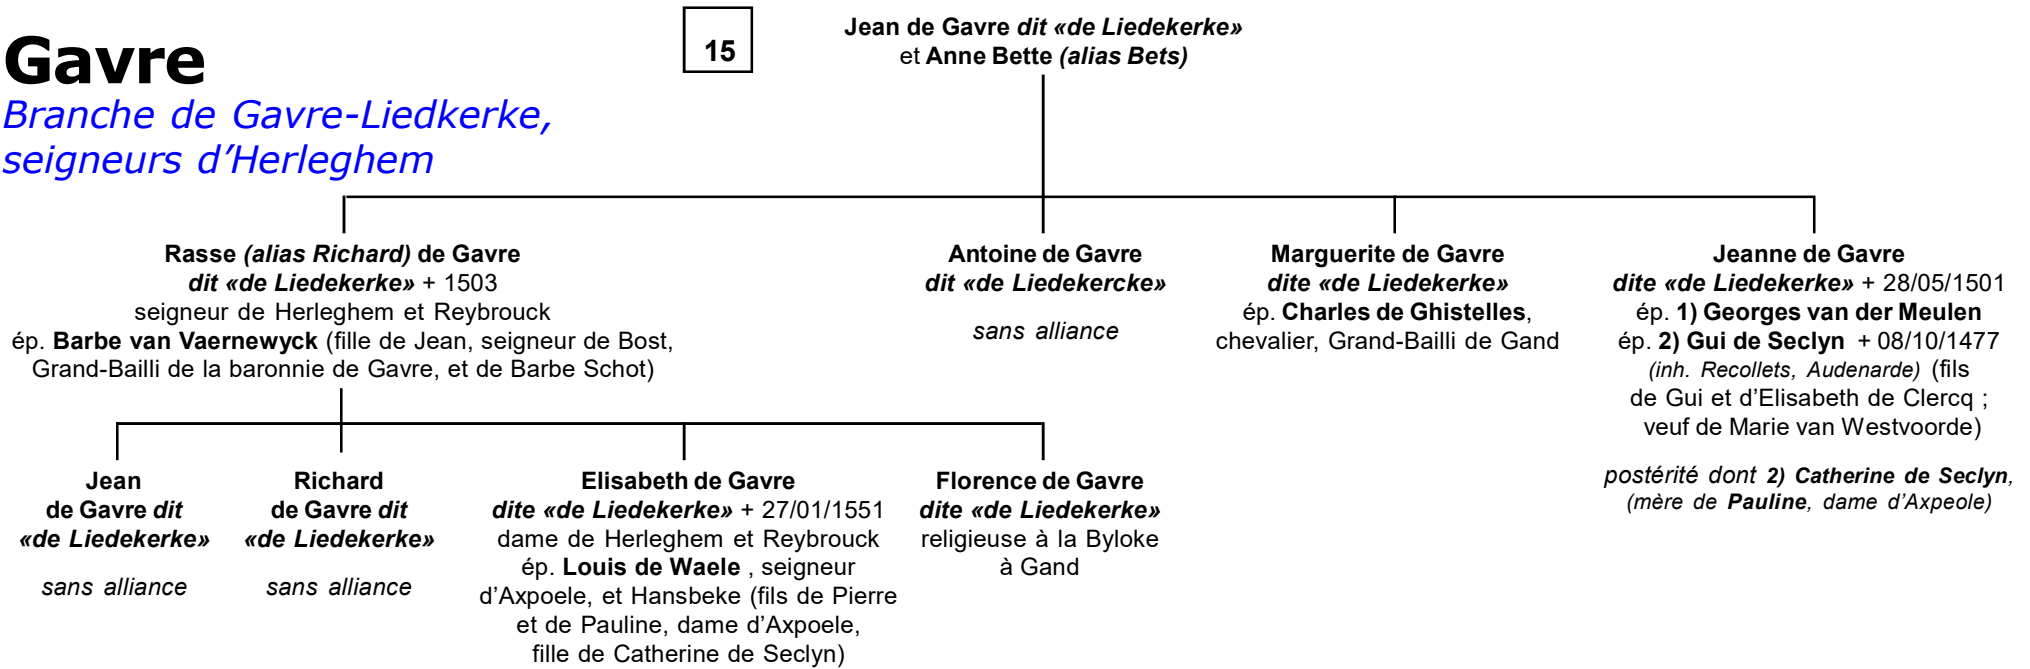 Gavre
Branche de Gavre-Liedkerke,
seigneurs d’Herleghem
15
Jean de Gavre dit «de Liedekerke»
et Anne Bette (alias Bets)
Rasse (alias Richard) de Gavre
dit «de Liedekerke» + 1503
seigneur de Herleghem et Reybrouck
ép. Barbe van Vaernewyck (fille de Jean, seigneur de Bost,
Grand-Bailli de la baronnie de Gavre, et de Barbe Schot)
Antoine de Gavre
dit «de Liedekercke»
sans alliance
Marguerite de Gavre
dite «de Liedekerke»
ép. Charles de Ghistelles,
chevalier, Grand-Bailli de Gand
Jeanne de Gavre
dite «de Liedekerke» + 28/05/1501
ép. 1) Georges van der Meulen
ép. 2) Gui de Seclyn + 08/10/1477
(inh. Recollets, Audenarde) (fils
de Gui et d’Elisabeth de Clercq ;
veuf de Marie van Westvoorde)
postérité dont 2) Catherine de Seclyn,
(mère de Pauline, dame d’Axpeole)
Jean
de Gavre dit
«de Liedekerke»
sans alliance
Richard
de Gavre dit
«de Liedekerke»
sans alliance
Elisabeth de Gavre
dite «de Liedekerke» + 27/01/1551
dame de Herleghem et Reybrouck
ép. Louis de Waele , seigneur
d’Axpoele, et Hansbeke (fils de Pierre
et de Pauline, dame d’Axpoele,
fille de Catherine de Seclyn)
Florence de Gavre
dite «de Liedekerke»
religieuse à la Byloke
à Gand